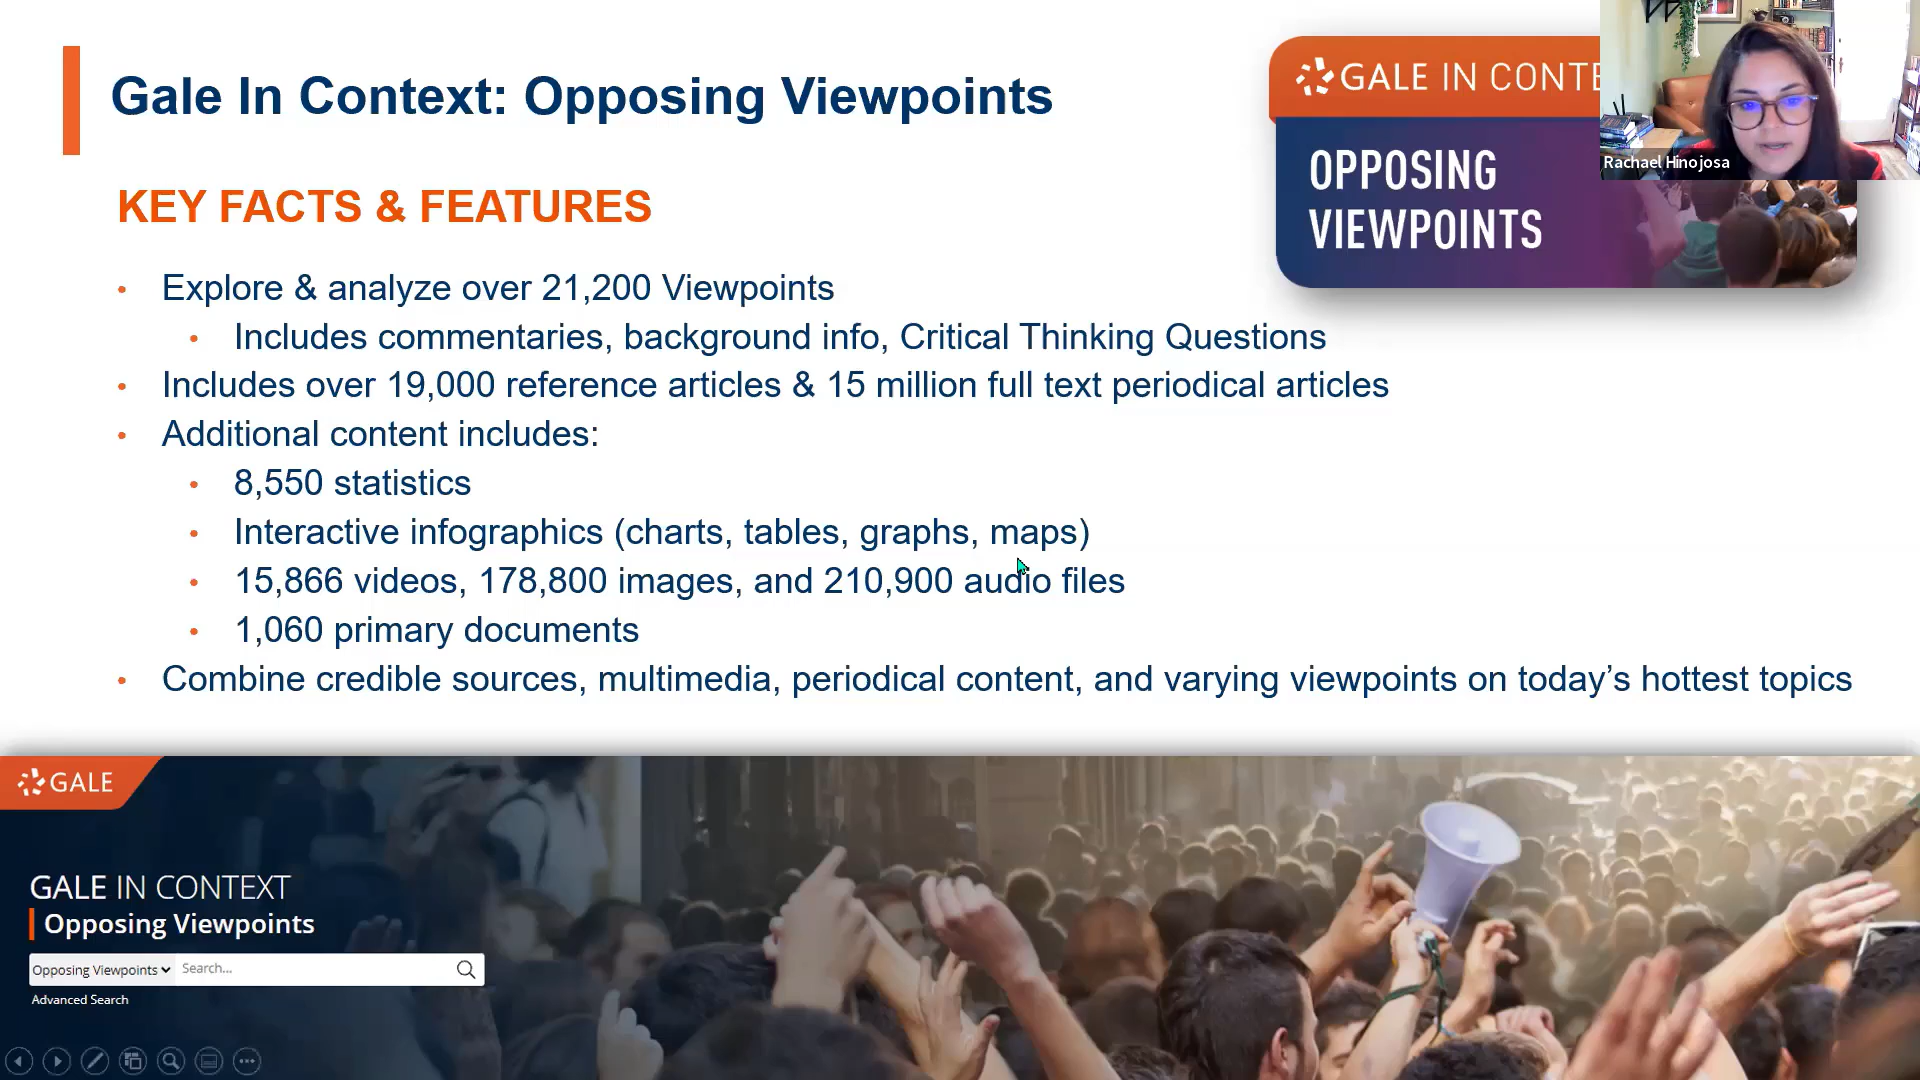 Gale In Context: Opposing Viewpoints
GALE IN CONTE
OPPOSING
VIEWPOINTS
Rachael Hinojosa
KEY FACTS & FEATURES
• Explore & analyze over 21,200 Viewpoints
• Includes commentaries, background info, Critical Thinking Questions
• Includes over 19,000 reference articles & 15 million full text periodical articles
• Additional content includes:
• 8,550 statistics
• Interactive infographics (charts, tables, graphs, maps)
• 15,866 videos, 178,800 images, and 210,900 audio files
• 1,060 primary documents
• Combine credible sources, multimedia, periodical content, and varying viewpoints on today’s hottest topics
GALE
GALE IN CONTEXT
Opposing Viewpoints
Opposing Viewpoints Search...
Advanced Search